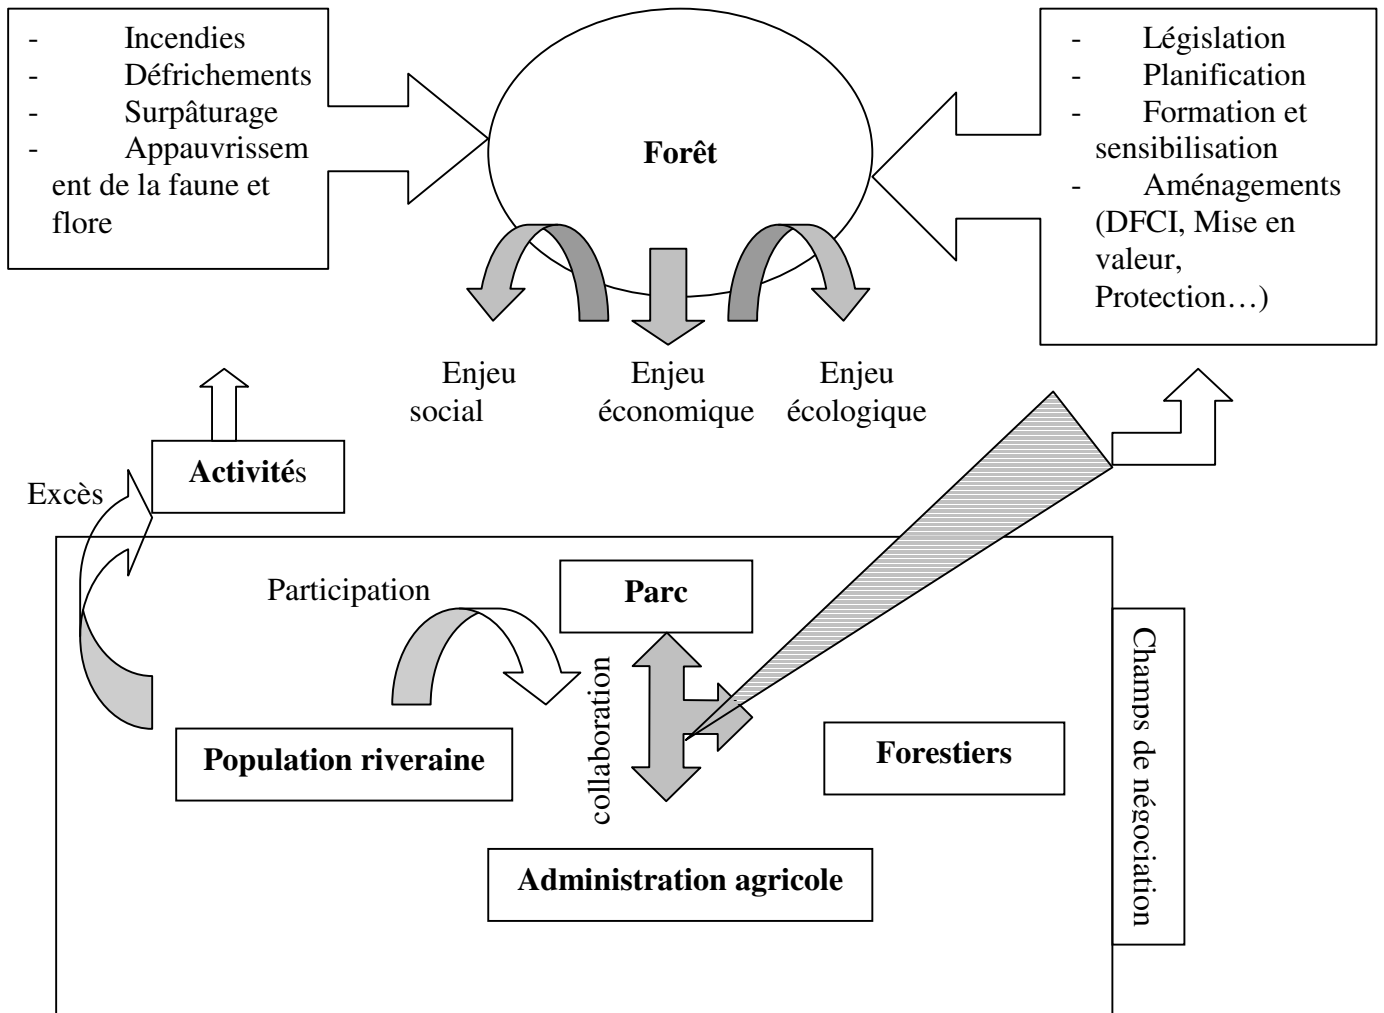 - Incendies
- Défrichements
- Surpâturage
- Appauvrissem
ent de la faune et
flore
Forêt
- Législation
- Planification
- Formation et
sensibilisation
- Aménagements
(DFCI, Mise en
valeur,
Protection…)
Enjeu
social
Enjeu
économique
Enjeu
écologique
Activités
Excès
Participation
Parc
collaboration
Population riveraine
Forestiers
Administration agricole
Champs de négociation